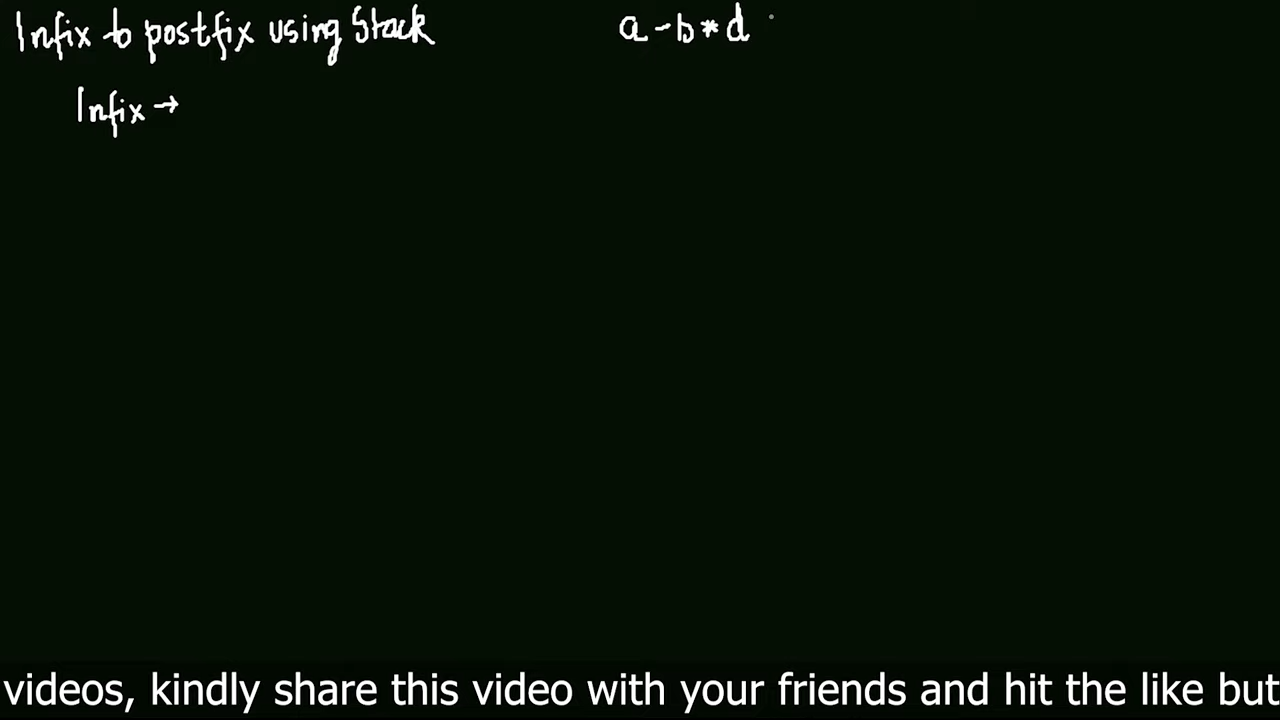 Infix to postfix using Stack
a - b * d
Infix →
videos, kindly share this video with your friends and hit the like but